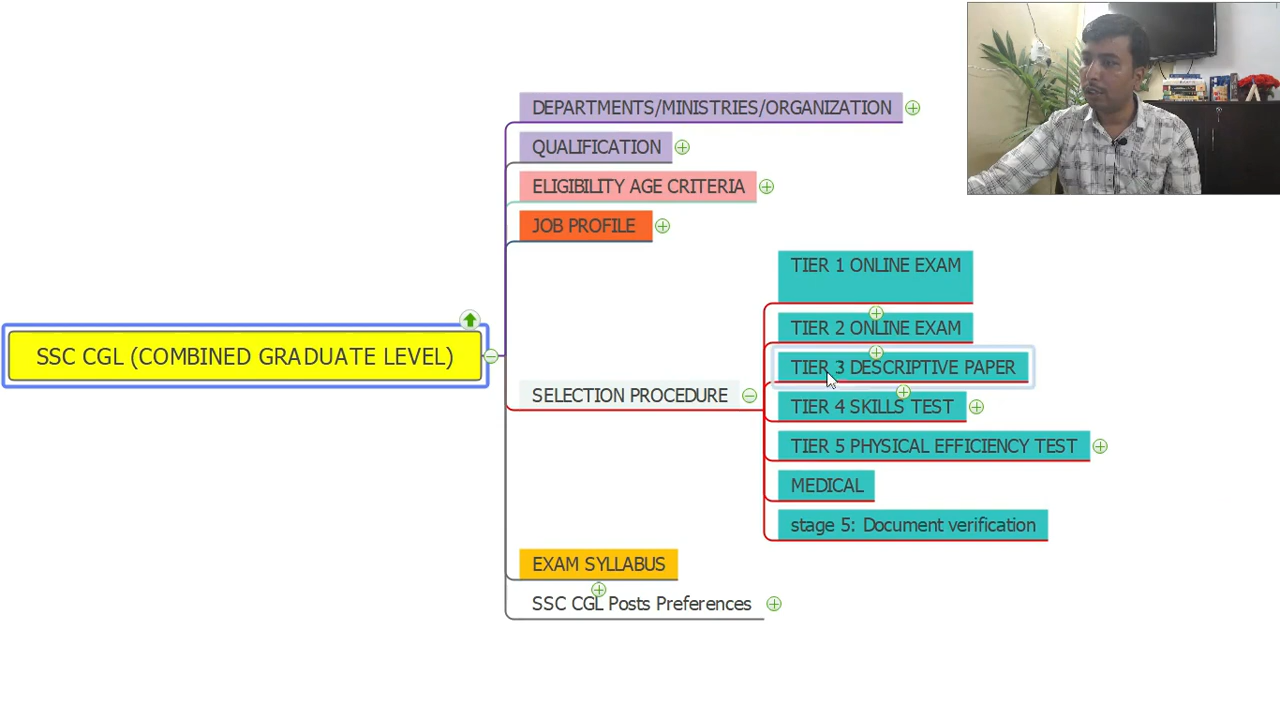 DEPARTMENTS/MINISTRIES/ORGANIZATION
QUALIFICATION
ELIGIBILITY AGE CRITERIA
JOB PROFILE
SSC CGL (COMBINED GRADUATE LEVEL)
SELECTION PROCEDURE
TIER 1 ONLINE EXAM
TIER 2 ONLINE EXAM
TIER 3 DESCRIPTIVE PAPER
TIER 4 SKILLS TEST
TIER 5 PHYSICAL EFFICIENCY TEST
MEDICAL
stage 5: Document verification
EXAM SYLLABUS
SSC CGL Posts Preferences